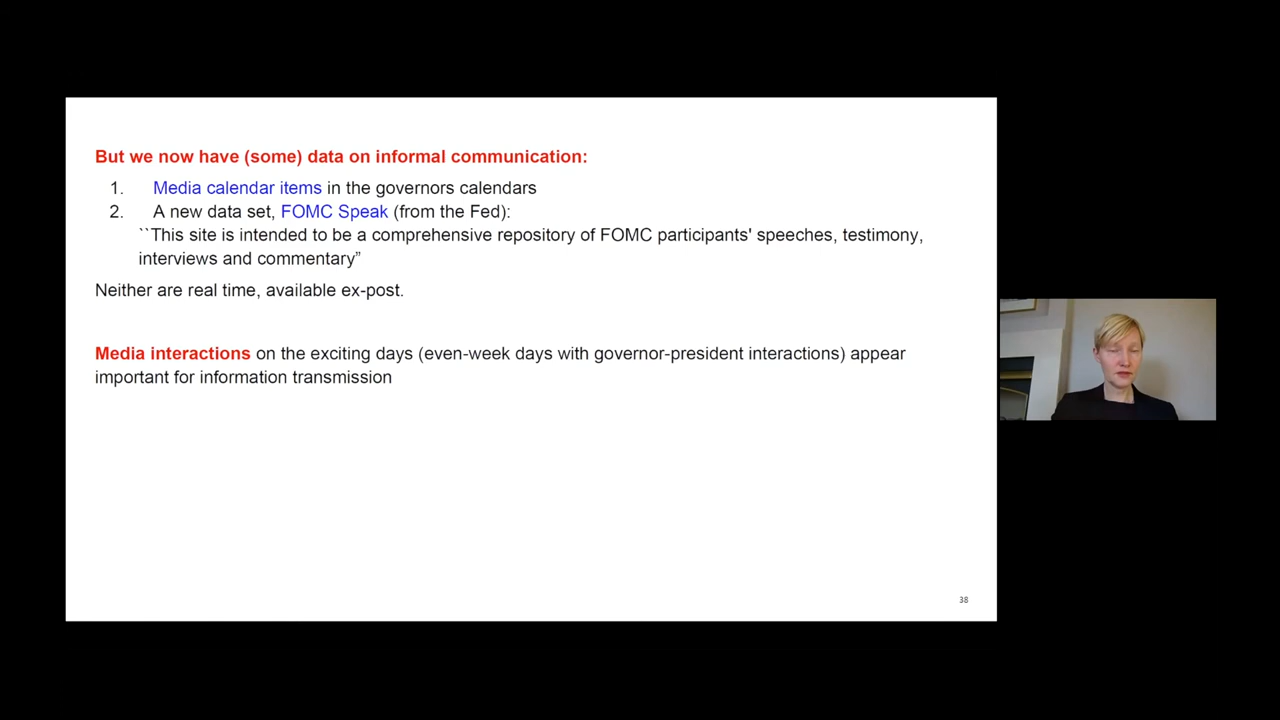 But we now have (some) data on informal communication:
1. Media calendar items in the governors calendars
2. A new data set, FOMC Speak (from the Fed):
``This site is intended to be a comprehensive repository of FOMC participants' speeches, testimony,
interviews and commentary”
Neither are real time, available ex-post.
Media interactions on the exciting days (even-week days with governor-president interactions) appear
important for information transmission
38